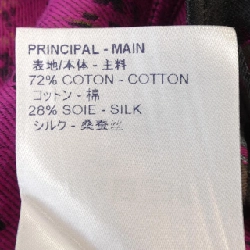 PRINCIPAL - MAIN
表地/本体 - 主料
72% COTON - COTTON
コットン - 棉
28% SOIE - SILK
シルク - 桑蚕丝